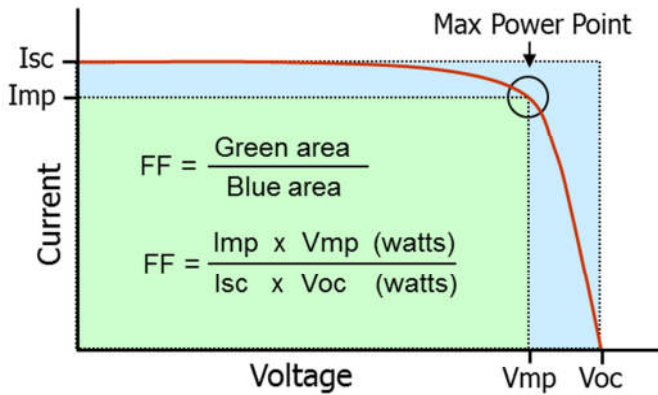 Max Power Point
Isc
Imp
Current
FF = Green area
Blue area
FF = Imp x Vmp (watts)
Isc x Voc (watts)
Voltage
Vmp Voc